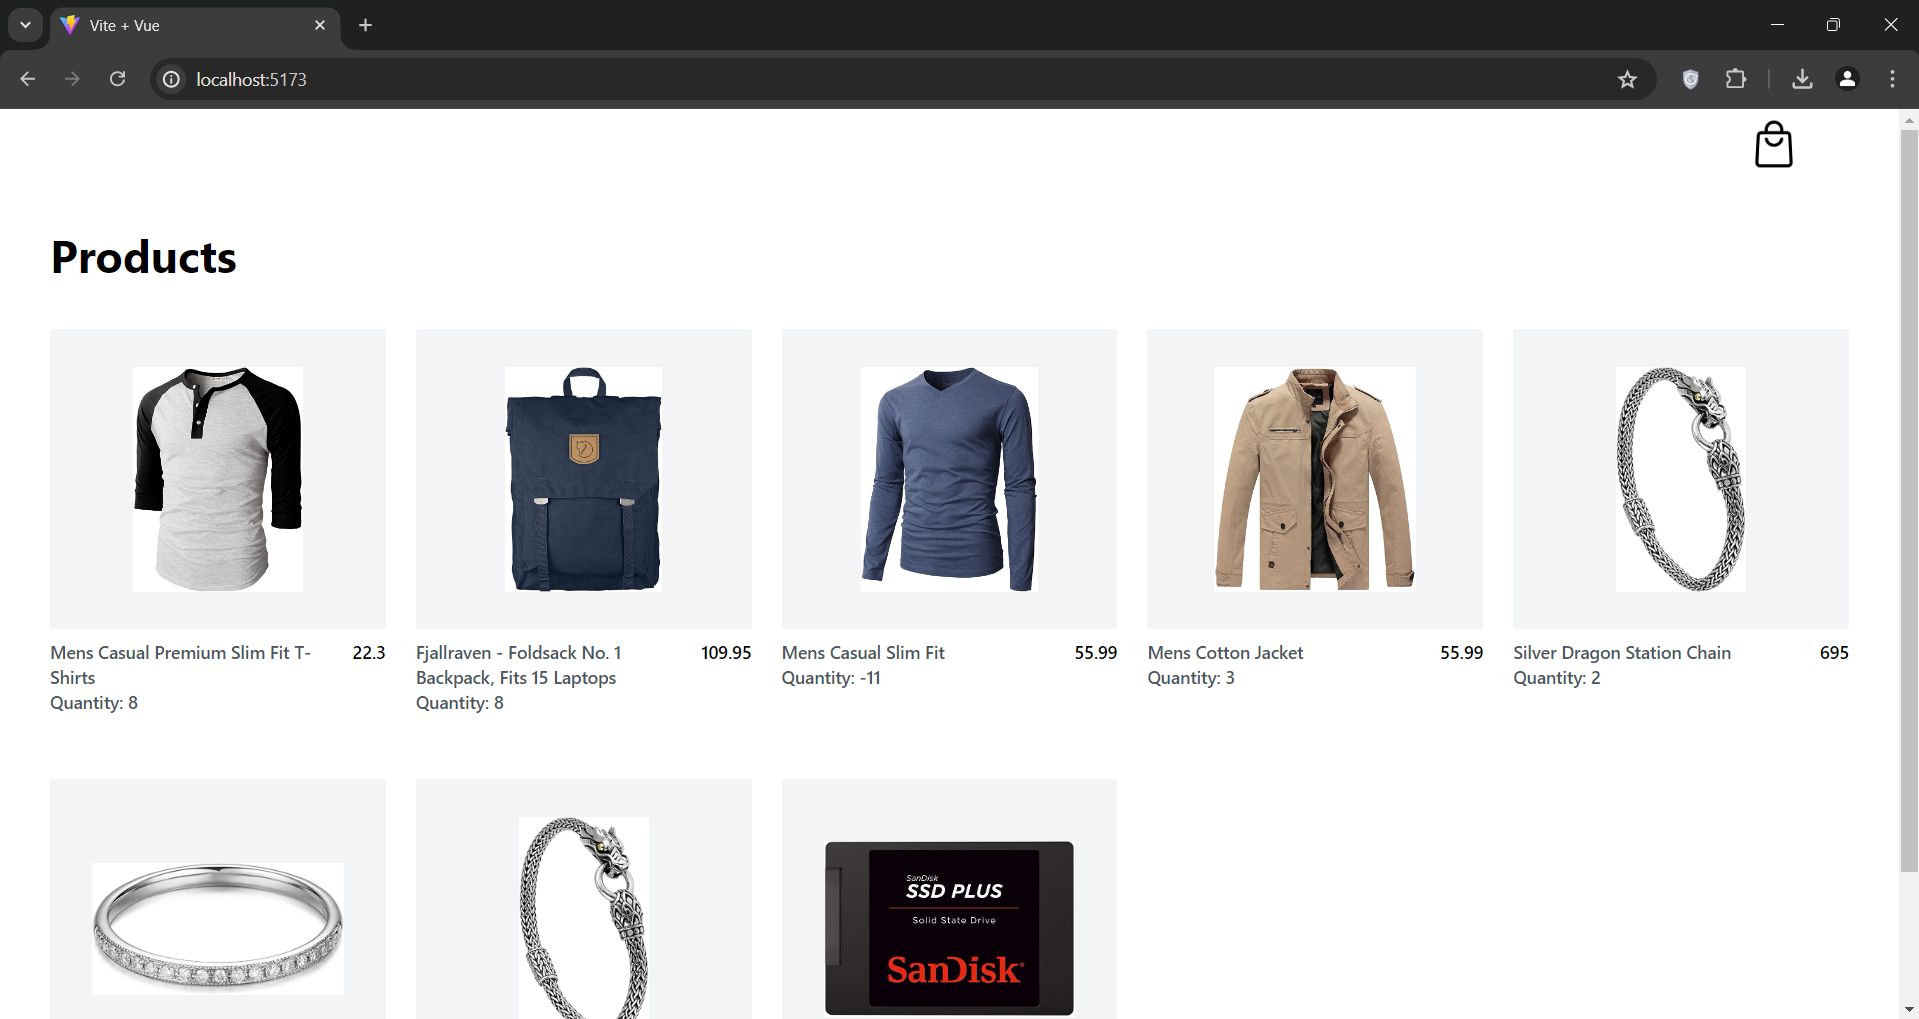 Vite + Vue
localhost:5173
Products
Mens Casual Premium Slim Fit T-
Shirts
22.3
Quantity: 8
Fjallraven - Foldsack No. 1
Backpack, Fits 15 Laptops
109.95
Quantity: 8
Mens Casual Slim Fit
55.99
Quantity: -11
Mens Cotton Jacket
55.99
Quantity: 3
Silver Dragon Station Chain
695
Quantity: 2
SanDisk
SSD PLUS
Solid State Drive
SanDisk